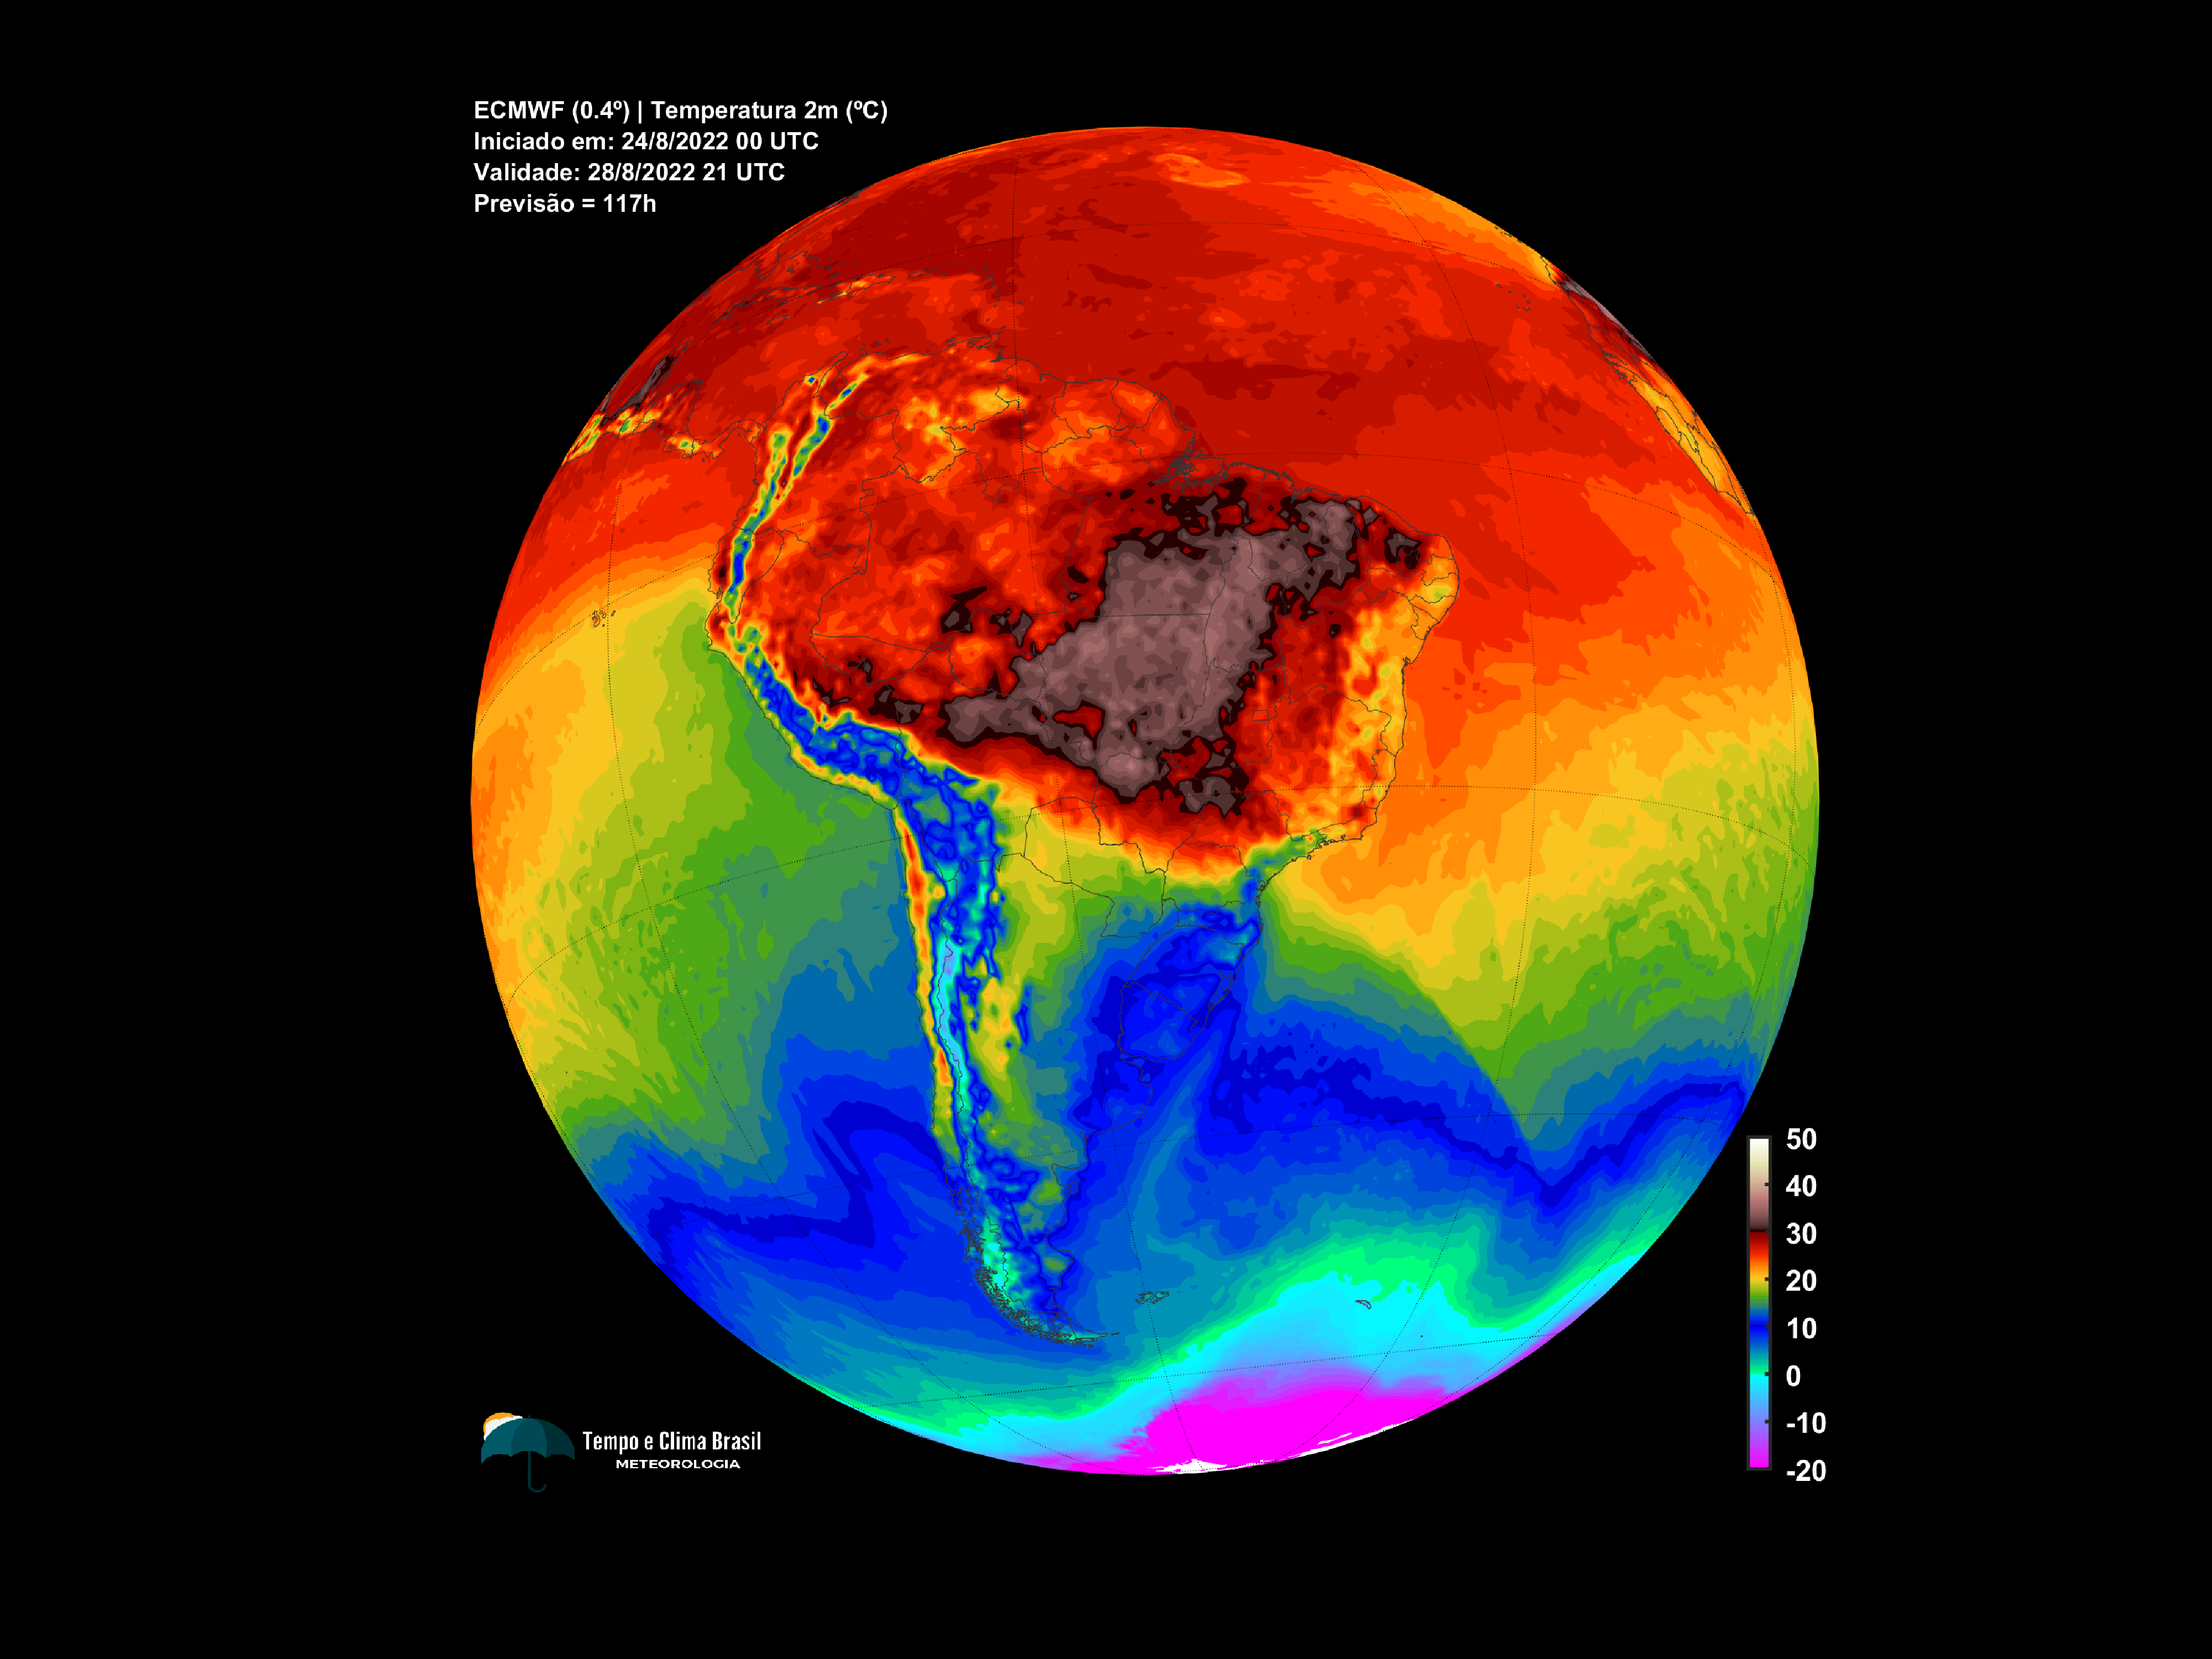 ECMWF (0.4º) | Temperatura 2m (ºC)
Iniciado em: 24/8/2022 00 UTC
Validade: 28/8/2022 21 UTC
Previsão = 117h
50
40
30
20
10
0
-10
-20
Tempo e Clima Brasil
METEOROLOGIA